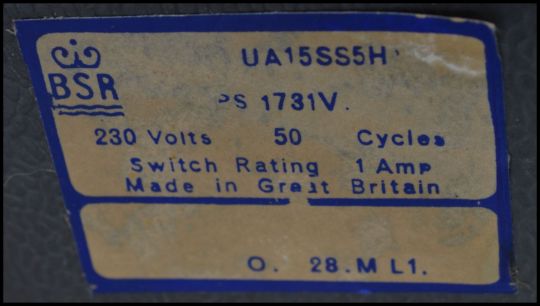 BSR
UA15SS5H
PS 1731V.
230 Volts 50 Cycles
Switch Rating 1 Amp
Made in Great Britain
O. 28.M L1.